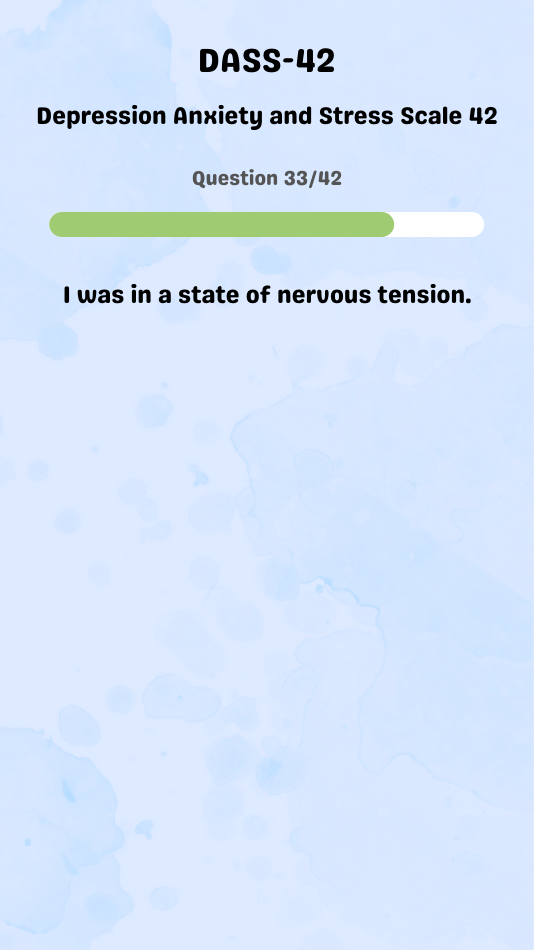 DASS-42
Depression Anxiety and Stress Scale 42
Question 33/42
I was in a state of nervous tension.